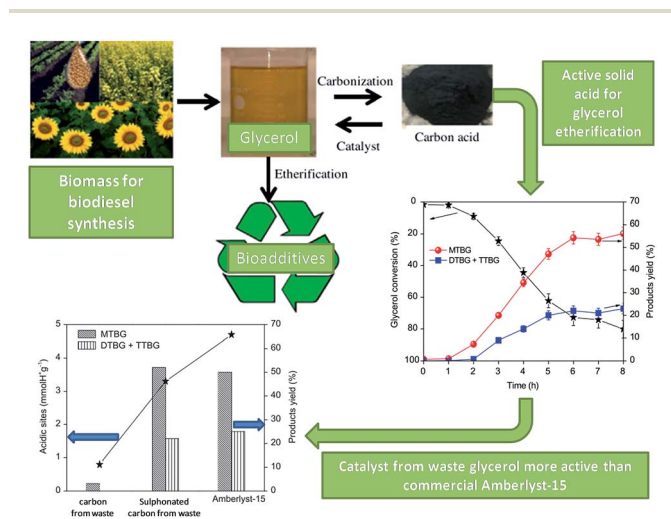 Carbonization
Glycerol
Catalyst
Carbon acid
Active solid
acid for
glycerol
etherification
Biomass for
biodiesel
synthesis
Etherification
Bioadditives
0
20
40
60
80
100
Glycerol conversion (%)
MTBG
DTBG + TTBG
70
60
50
40
30
20
10
0
Products yield (%)
0 1 2 3 4 5 6 7 8
Time (h)
5
4
3
2
1
0
Acidic sites (mmolH⁺g⁻¹)
MTBG
DTBG + TTBG
70
60
50
40
30
20
10
0
Products yield (%)
carbon
from waste
Sulphonated
carbon from waste
Amberlyst-15
Catalyst from waste glycerol more active than
commercial Amberlyst-15